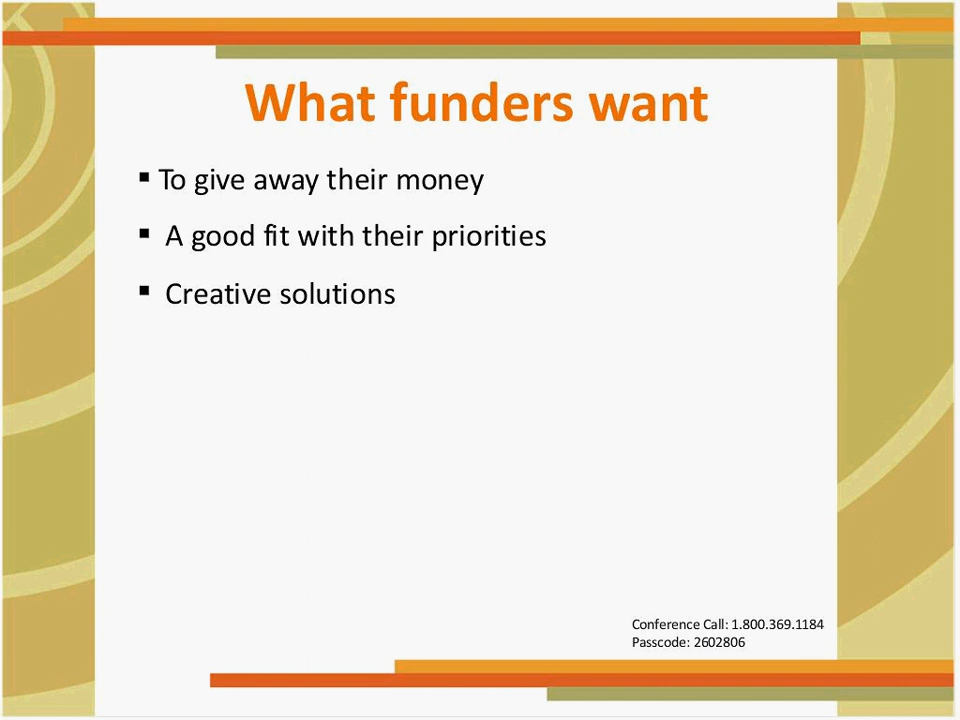 What funders want
▪ To give away their money
▪ A good fit with their priorities
▪ Creative solutions
Conference Call: 1.800.369.1184
Passcode: 2602806